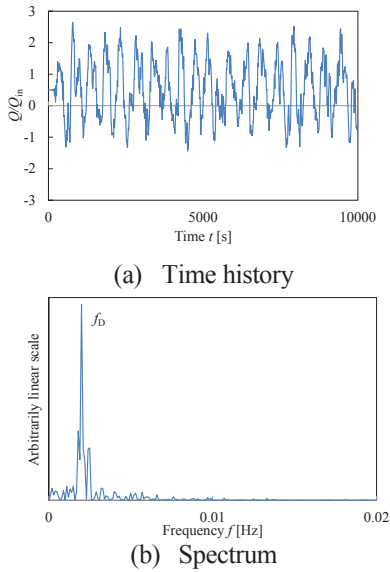 3
2
1
0
-1
-2
-3
Q/Q_in
0 5000 10000
Time t [s]
(a) Time history
Arbitrarily linear scale
f_D
0 0.01 0.02
Frequency f [Hz]
(b) Spectrum